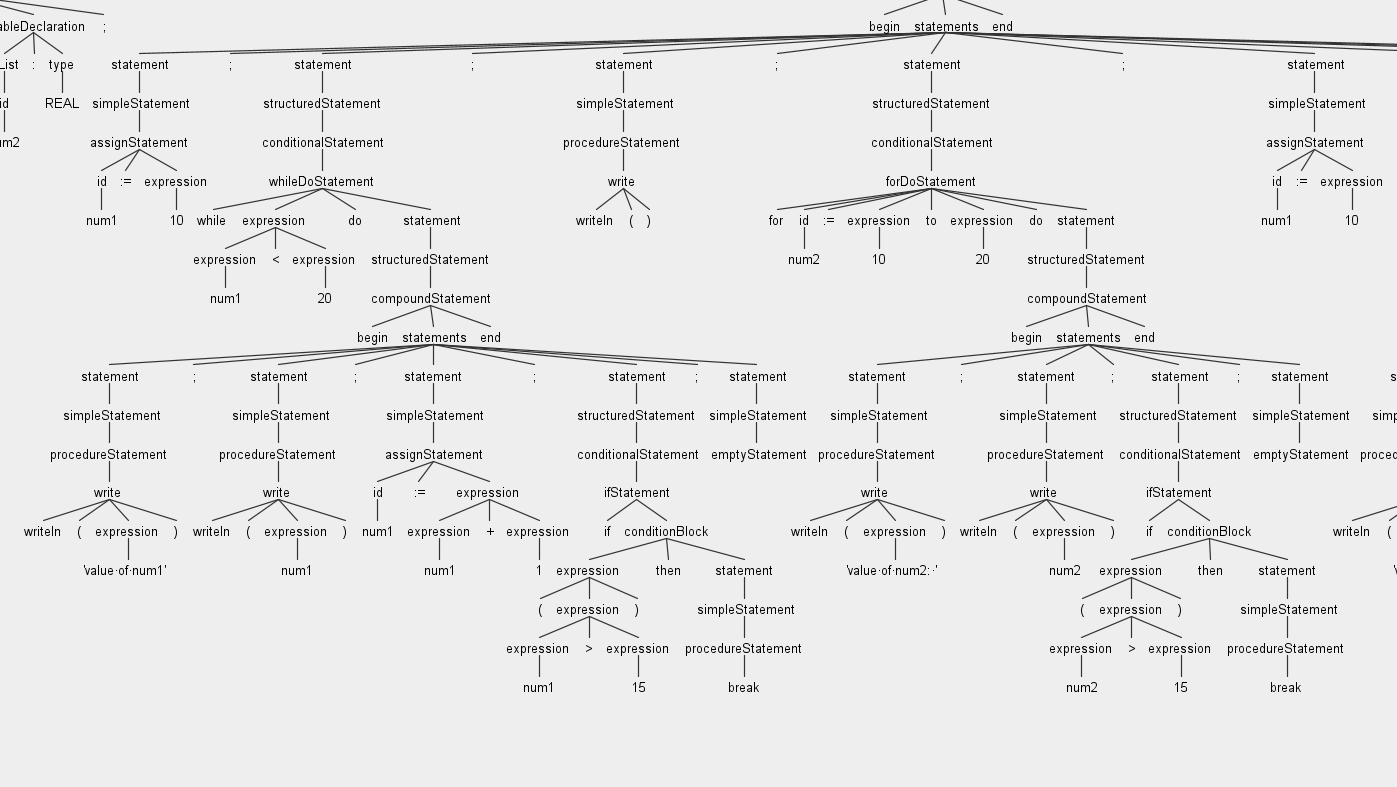 ableDeclaration ; begin statements end
List : type statement ; statement ; statement ; statement ; statement
id REAL simpleStatement structuredStatement simpleStatement structuredStatement simpleStatement
um2 assignStatement conditionalStatement procedureStatement conditionalStatement assignStatement
id := expression whileDoStatement write forDoStatement id := expression
num1 10 while expression do statement writeln ( ) for id := expression to expression do statement num1 10
expression < expression structuredStatement num2 10 20 structuredStatement
num1 20 compoundStatement compoundStatement
begin statements end begin statements end
statement ; statement ; statement ; statement ; statement statement ; statement ; statement ; statement s
simpleStatement simpleStatement simpleStatement structuredStatement simpleStatement simpleStatement simpleStatement structuredStatement simpleStatement simp
procedureStatement procedureStatement assignStatement conditionalStatement emptyStatement procedureStatement procedureStatement conditionalStatement emptyStatement proced
write write id := expression ifStatement write write ifStatement
writeln ( expression ) writeln ( expression ) num1 expression + expression if conditionBlock writeln ( expression ) writeln ( expression ) if conditionBlock writeln (
'value·of·num1' num1 num1 1 expression then statement 'value·of·num2:·' num2 expression then statement
( expression ) simpleStatement ( expression ) simpleStatement
expression > expression procedureStatement expression > expression procedureStatement
num1 15 break num2 15 break